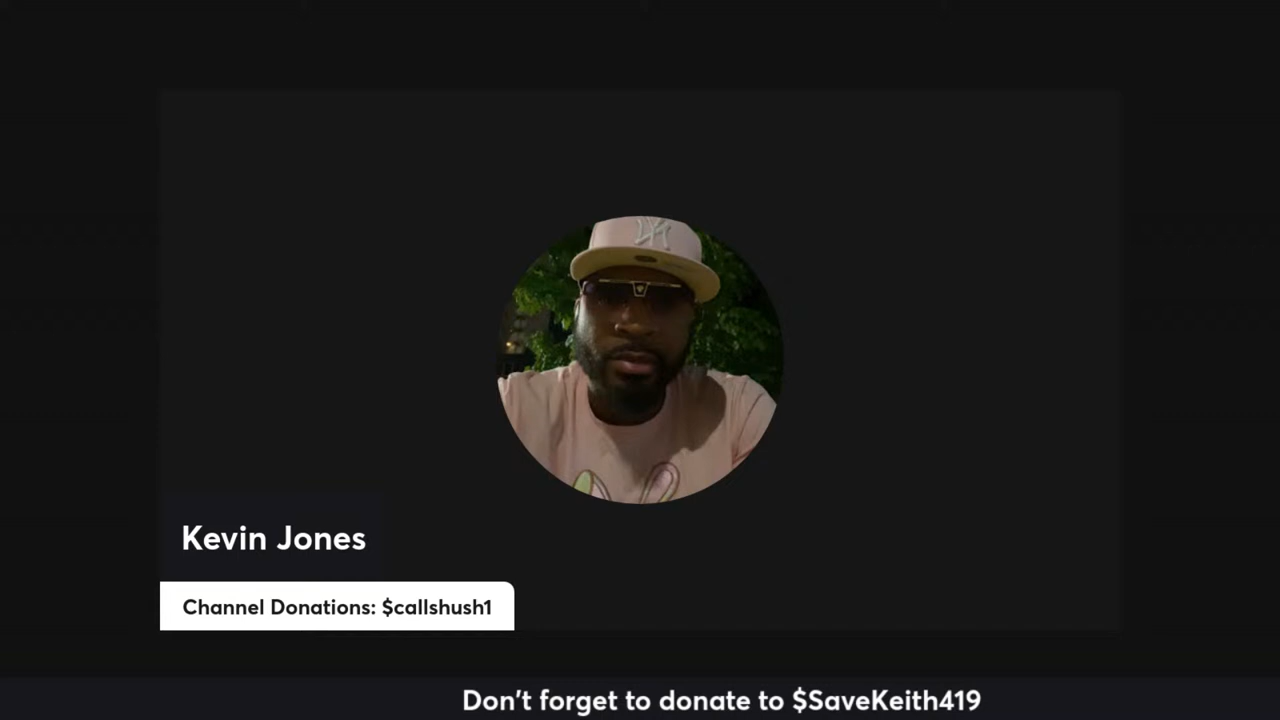 Kevin Jones
Channel Donations: $callshush1
Don't forget to donate to $SaveKeith419